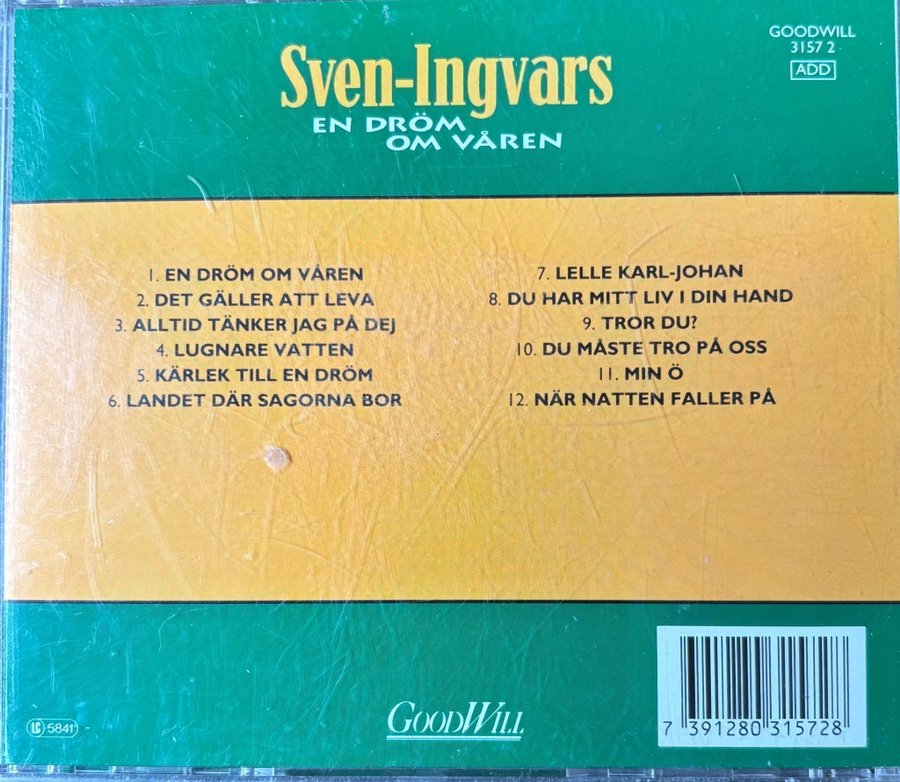 GOODWILL
3157 2
ADD
Sven-Ingvars
EN DRÖM
OM VÅREN
1. EN DRÖM OM VÅREN
2. DET GÄLLER ATT LEVA
3. ALLTID TÄNKER JAG PÅ DEJ
4. LUGNARE VATTEN
5. KÄRLEK TILL EN DRÖM
6. LANDET DÄR SAGORNA BOR
7. LELLE KARL-JOHAN
8. DU HAR MITT LIV I DIN HAND
9. TROR DU?
10. DU MÅSTE TRO PÅ OSS
11. MIN Ö
12. NÄR NATTEN FALLER PÅ
LC 5841
GOODWILL
7 391280 315728